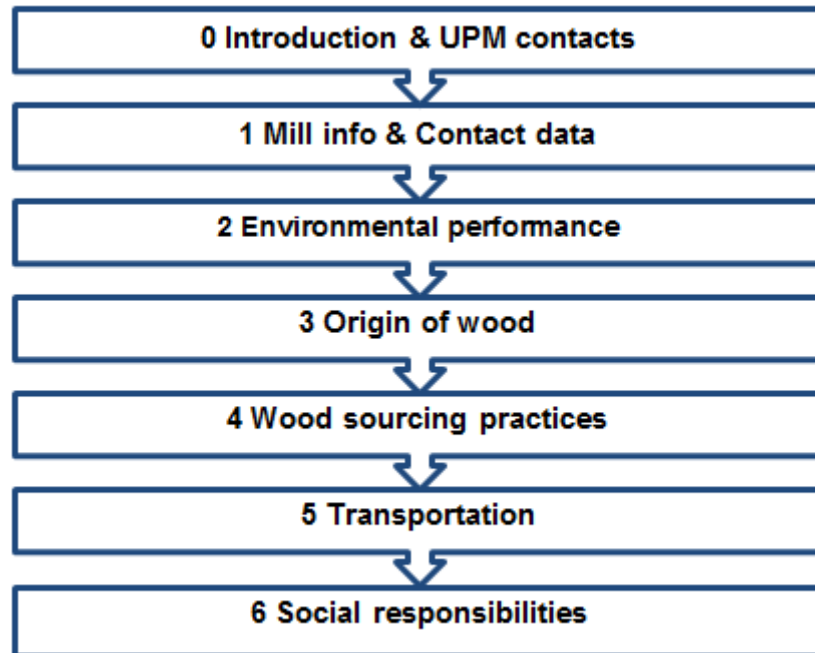 0 Introduction & UPM contacts
1 Mill info & Contact data
2 Environmental performance
3 Origin of wood
4 Wood sourcing practices
5 Transportation
6 Social responsibilities